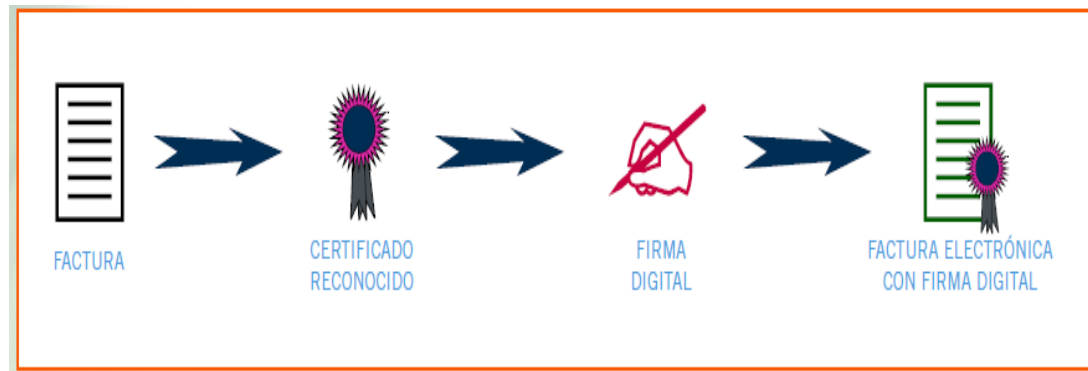 FACTURA
CERTIFICADO
RECONOCIDO
FIRMA
DIGITAL
FACTURA ELECTRÓNICA
CON FIRMA DIGITAL